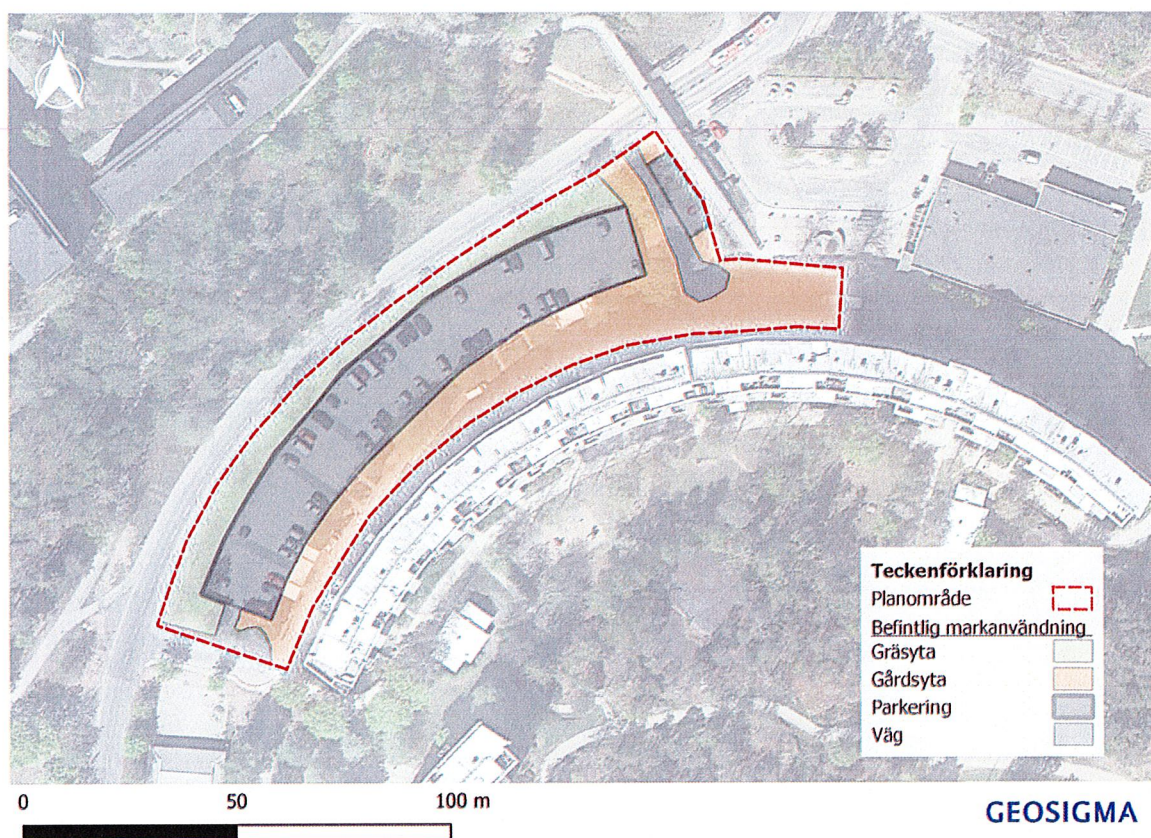 N
Teckenförklaring
Planområde
Befintlig markanvändning
Gräsyta
Gårdsyta
Parkering
Väg
0 50 100 m
GEOSIGMA